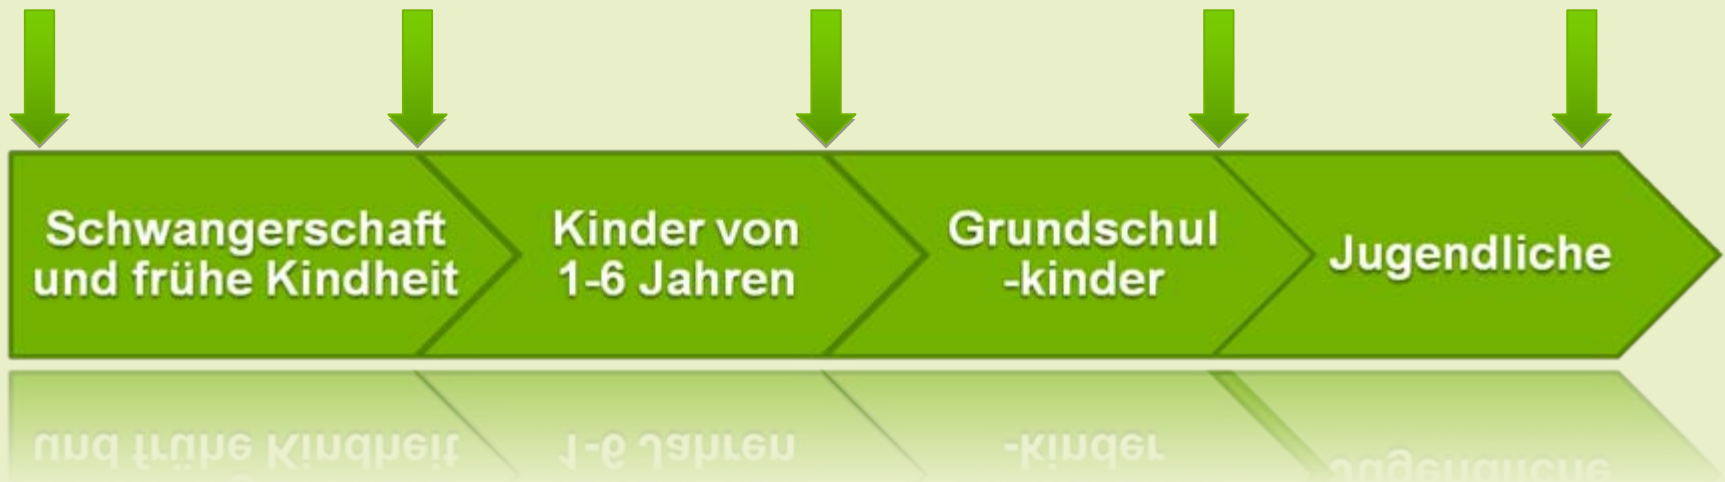 Schwangerschaft
und frühe Kindheit
Kinder von
1-6 Jahren
Grundschul
-kinder
Jugendliche